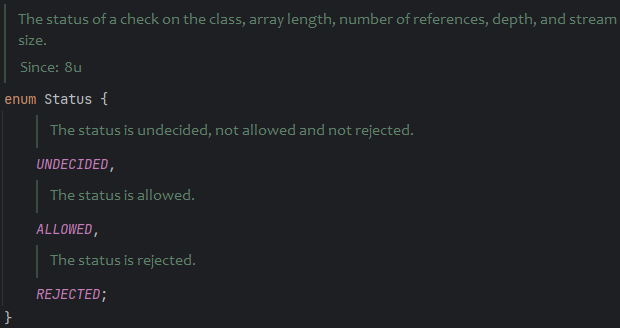 The status of a check on the class, array length, number of references, depth, and stream
size.
Since: 8u
enum Status {
The status is undecided, not allowed and not rejected.
UNDECIDED,
The status is allowed.
ALLOWED,
The status is rejected.
REJECTED;
}